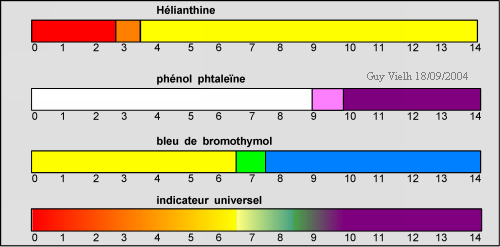 Hélianthine
0 1 2 3 4 5 6 7 8 9 10 11 12 13 14
phénol phtaleïne
Guy Vielh 18/09/2004
0 1 2 3 4 5 6 7 8 9 10 11 12 13 14
bleu de bromothymol
0 1 2 3 4 5 6 7 8 9 10 11 12 13 14
indicateur universel
0 1 2 3 4 5 6 7 8 9 10 11 12 13 14